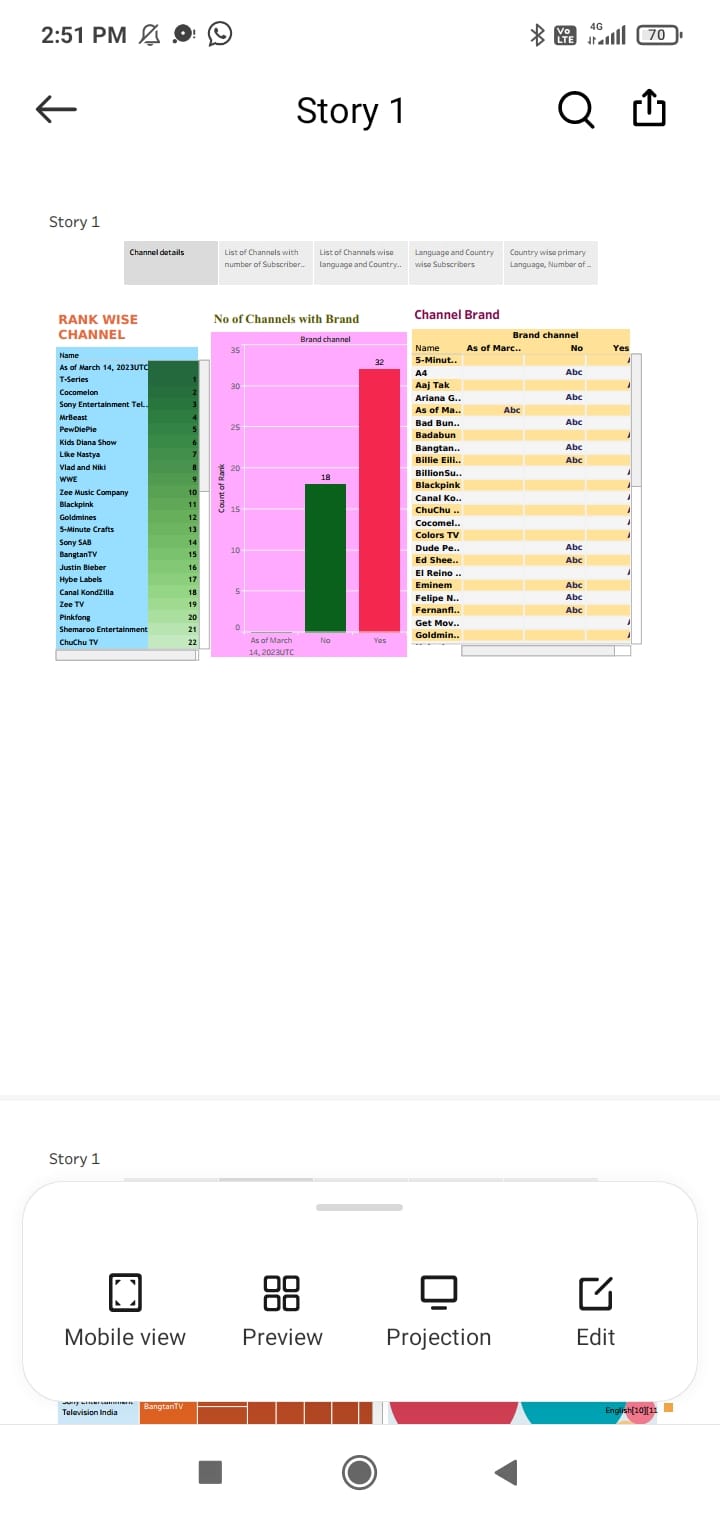 2:51 PM
Vo LTE
4G
70
Story 1
Story 1
Channel details
List of Channels with
number of Subscriber..
List of Channels wise
language and Country..
Language and Country
wise Subscribers
Country wise primary
Language, Number of ..
RANK WISE
CHANNEL
Name
As of March 14, 2023UTC
T-Series 1
Cocomelon 2
Sony Entertainment Tel.. 3
MrBeast 4
PewDiePie 5
Kids Diana Show 6
Like Nastya 7
Vlad and Niki 8
WWE 9
Zee Music Company 10
Blackpink 11
Goldmines 12
5-Minute Crafts 13
Sony SAB 14
BangtanTV 15
Justin Bieber 16
Hybe Labels 17
Canal KondZilla 18
Zee TV 19
Pinkfong 20
Shemaroo Entertainment 21
ChuChu TV 22
No of Channels with Brand
Brand channel
Count of Rank
35
30
25
20
15
10
5
0
18
32
As of March
14, 2023UTC
No
Yes
Channel Brand
Brand channel
Name As of Marc.. No Yes
5-Minut..
A4 Abc
Aaj Tak
Ariana G.. Abc
As of Ma.. Abc
Bad Bun.. Abc
Badabun
Bangtan.. Abc
Billie Eili.. Abc
BillionSu..
Blackpink
Canal Ko..
ChuChu ..
Cocomel..
Colors TV
Dude Pe.. Abc
Ed Shee.. Abc
El Reino ..
Eminem Abc
Felipe N.. Abc
Fernanfl.. Abc
Get Mov..
Goldmin..
Story 1
Mobile view
Preview
Projection
Edit
Television India
BangtanTV
English[10][11